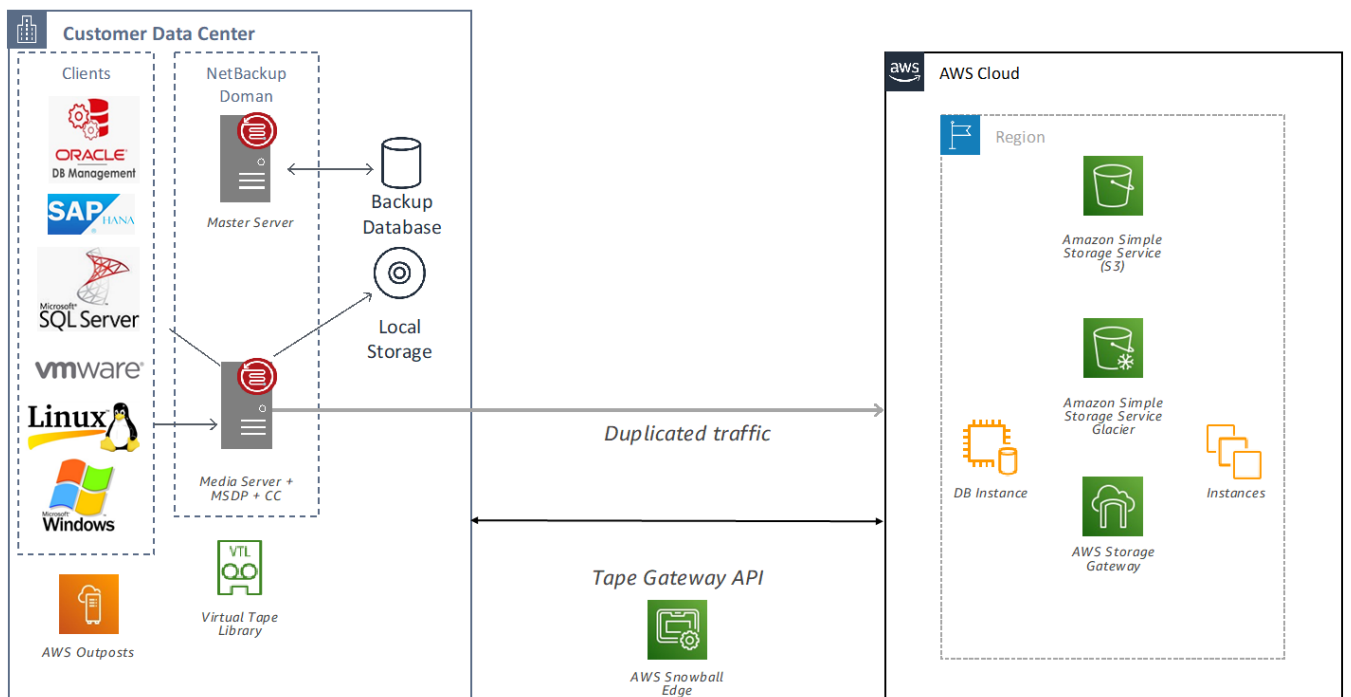 Customer Data Center
Clients
ORACLE
DB Management
SAP HANA
Microsoft
SQL Server
vmware
Linux
Microsoft
Windows
AWS Outposts
NetBackup
Doman
Master Server
Backup
Database
Local
Storage
Media Server +
MSDP + CC
VTL
Virtual Tape
Library
Duplicated traffic
Tape Gateway API
AWS Snowball
Edge
aws
AWS Cloud
Region
Amazon Simple
Storage Service
(S3)
Amazon Simple
Storage Service
Glacier
DB Instance
Instances
AWS Storage
Gateway